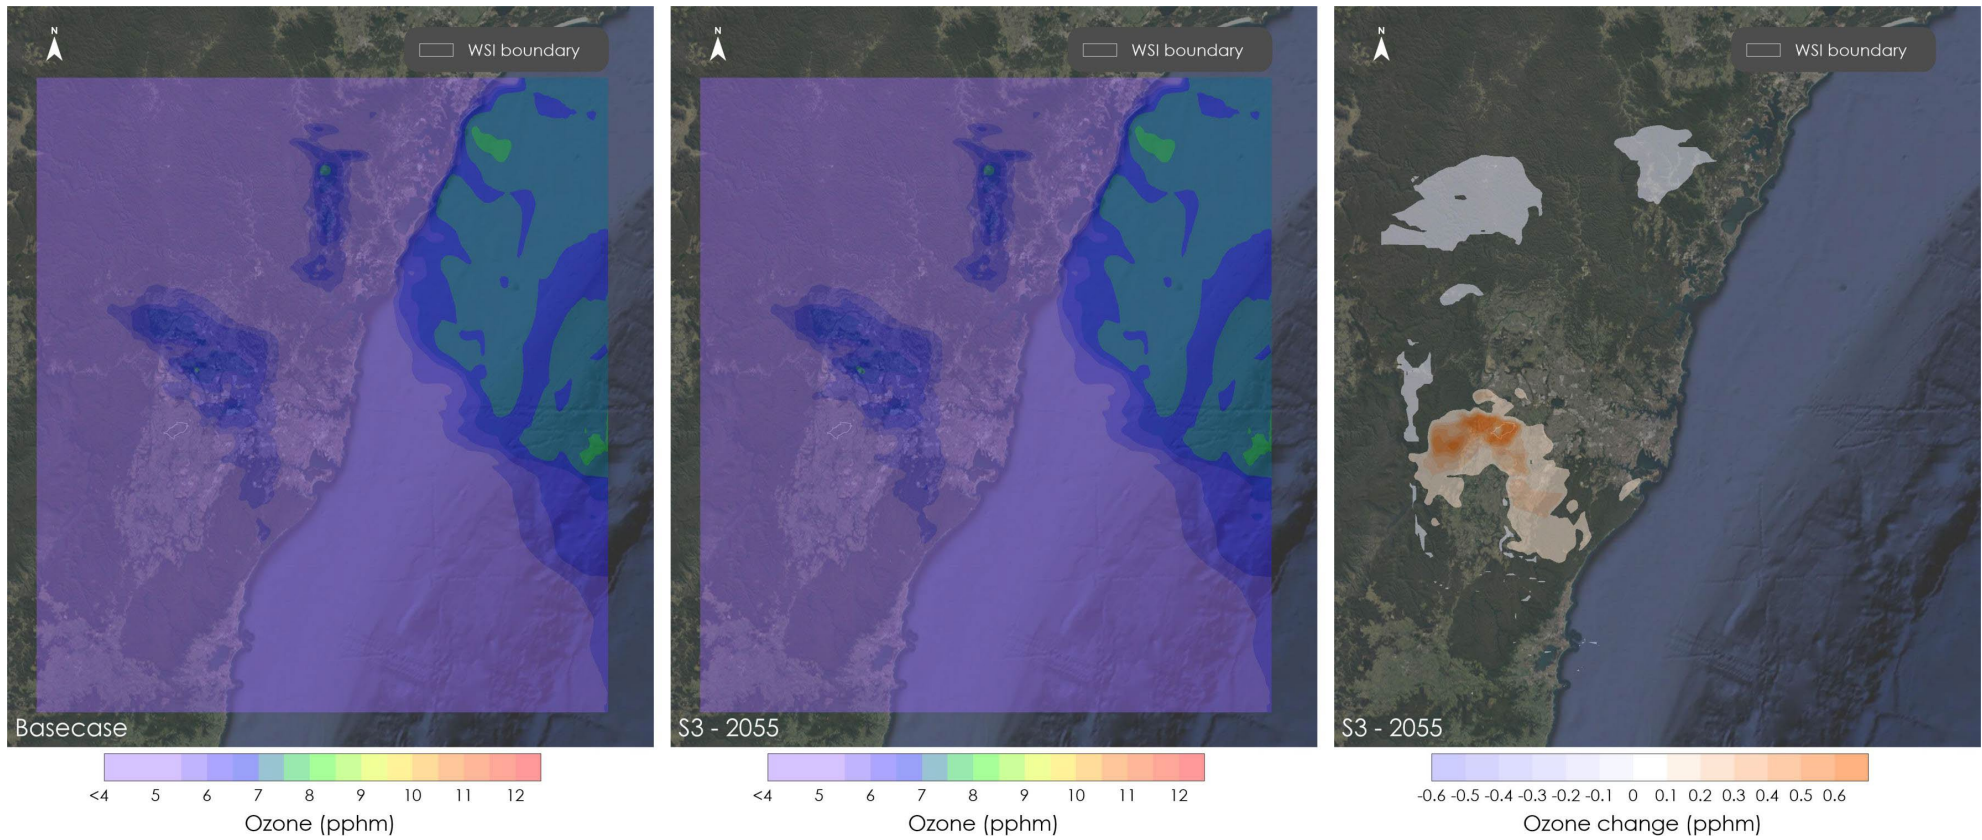 N
WSI boundary
Basecase
<4 5 6 7 8 9 10 11 12
Ozone (pphm)
N
WSI boundary
S3 - 2055
<4 5 6 7 8 9 10 11 12
Ozone (pphm)
N
WSI boundary
S3 - 2055
-0.6 -0.5 -0.4 -0.3 -0.2 -0.1 0 0.1 0.2 0.3 0.4 0.5 0.6
Ozone change (pphm)